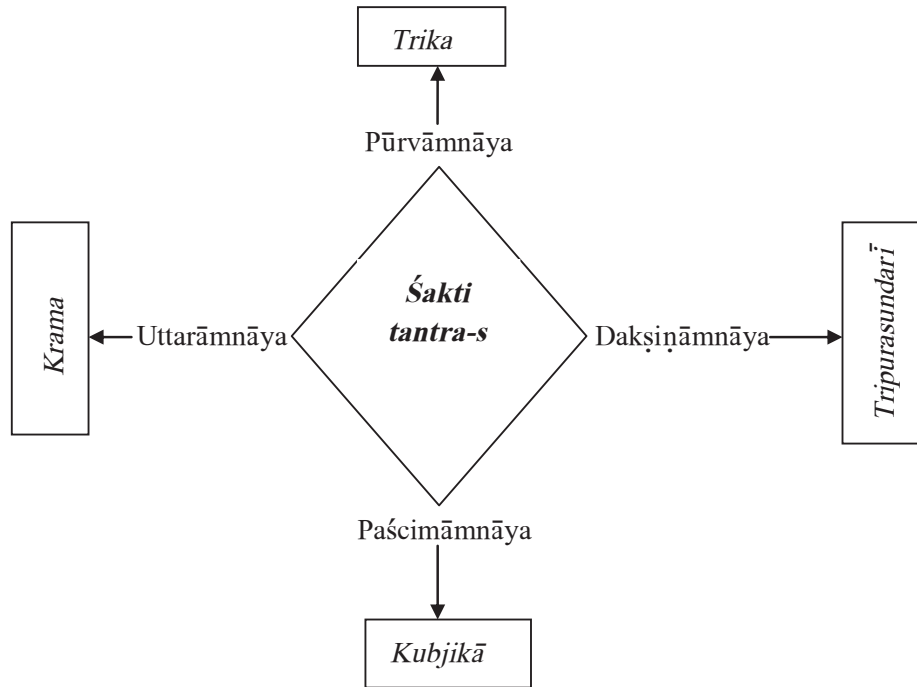 Trika
Pūrvāmnāya
Śakti
tantra-s
Krama
Uttarāmnāya
Dakṣiṇāmnāya
Tripurasundarī
Paścimāmnāya
Kubjikā